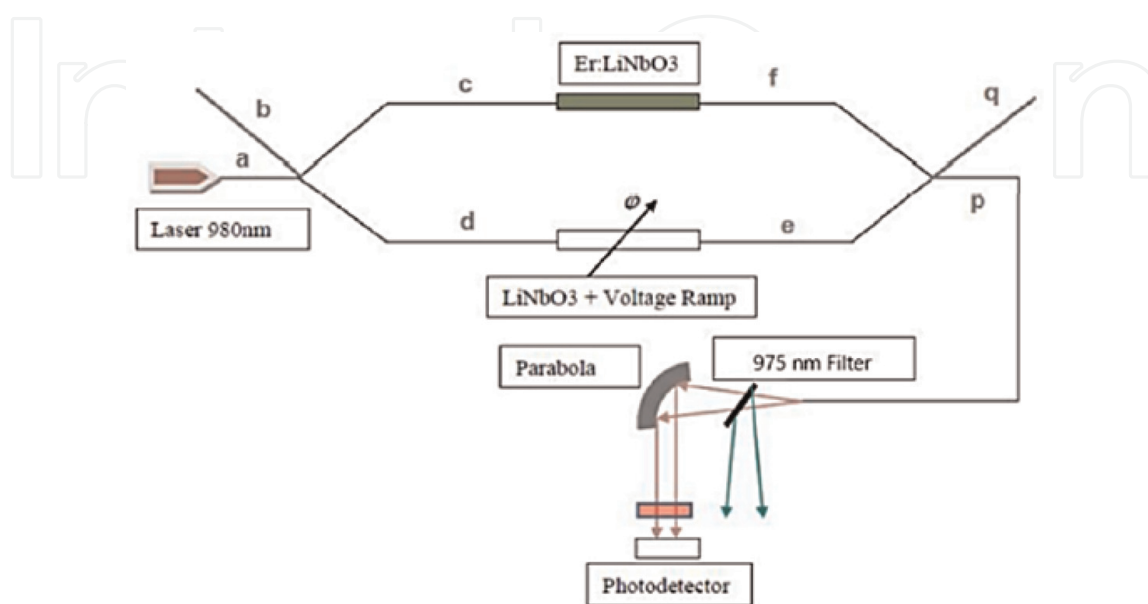 Er:LiNbO3
c
f
b
q
a
p
Laser 980nm
φ
d
e
LiNbO3 + Voltage Ramp
Parabola
975 nm Filter
Photodetector